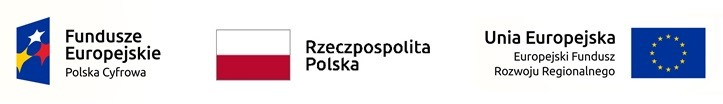 Fundusze
Europejskie
Polska Cyfrowa
Rzeczpospolita
Polska
Unia Europejska
Europejski Fundusz
Rozwoju Regionalnego